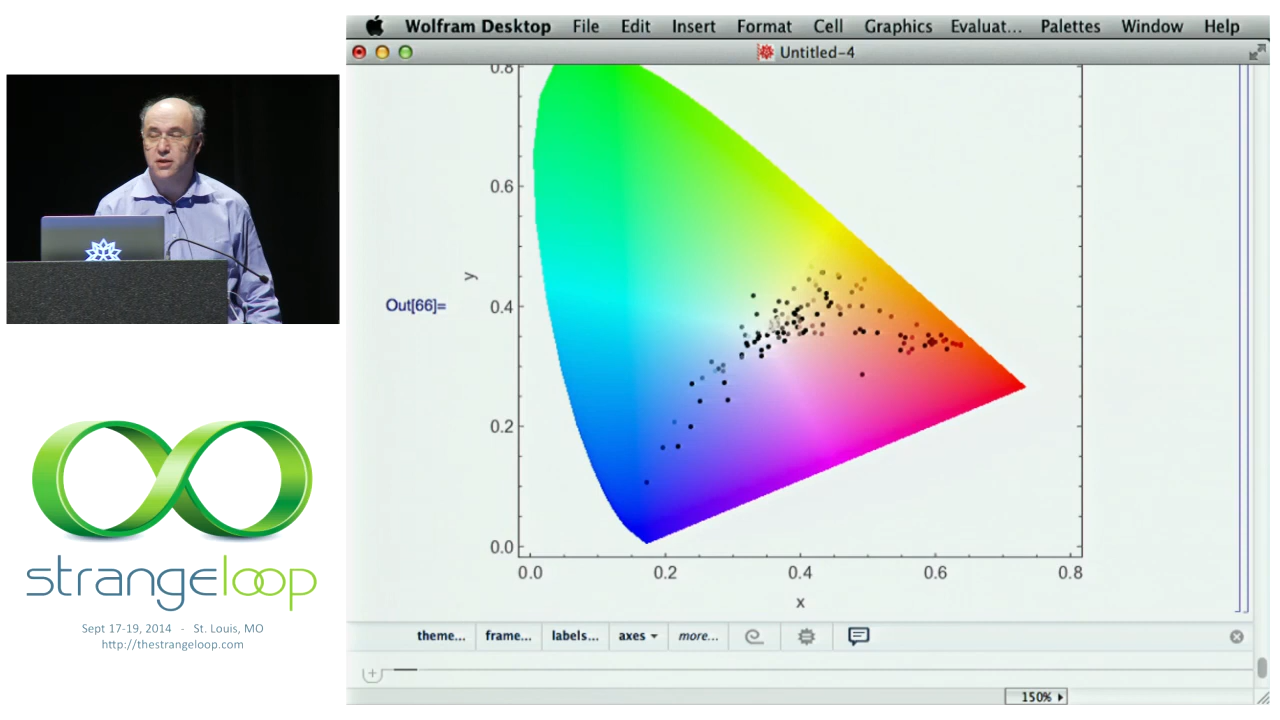 Wolfram Desktop File Edit Insert Format Cell Graphics Evaluat... Palettes Window Help
Untitled-4
0.8
0.6
y
Out[66]=
0.4
0.2
0.0
0.0 0.2 0.4 0.6 0.8
x
theme... frame... labels... axes more...
150%
strangeloop
Sept 17-19, 2014 - St. Louis, MO
http://thestrangeloop.com